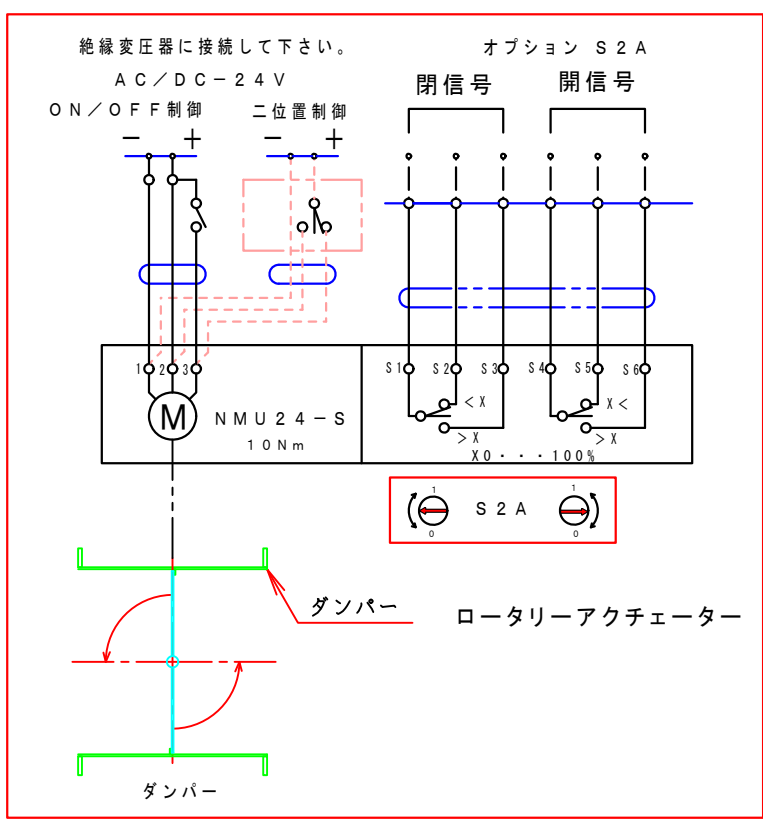 絶縁変圧器に接続して下さい。
オプション S2A
AC/DC-24V
閉信号 開信号
ON/OFF制御 二位置制御
- + - +
1 2 3 S1 S2 S3 S4 S5 S6
M NMU24-S
<X X<
10Nm
>X >X
X0・・・100%
1 S2A 1
0 0
ダンパー
ロータリーアクチェーター
ダンパー